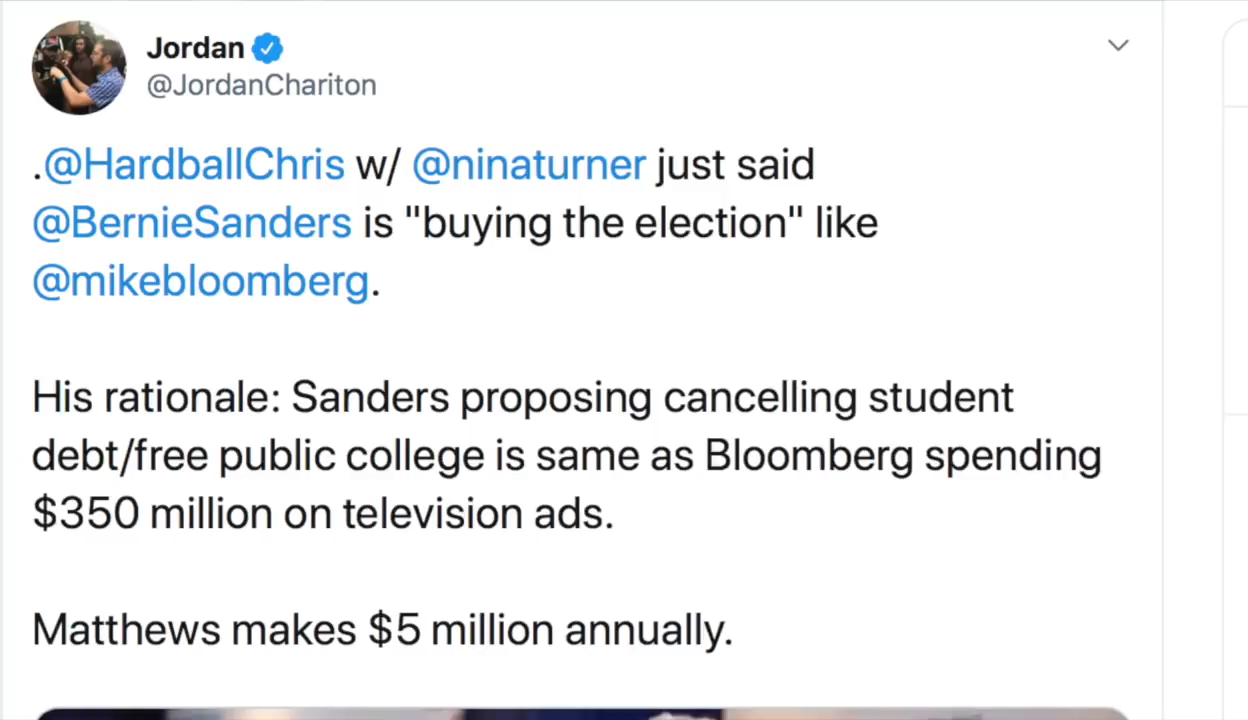 Jordan
@JordanChariton
.@HardballChris w/ @ninaturner just said
@BernieSanders is "buying the election" like
@mikebloomberg.
His rationale: Sanders proposing cancelling student
debt/free public college is same as Bloomberg spending
$350 million on television ads.
Matthews makes $5 million annually.